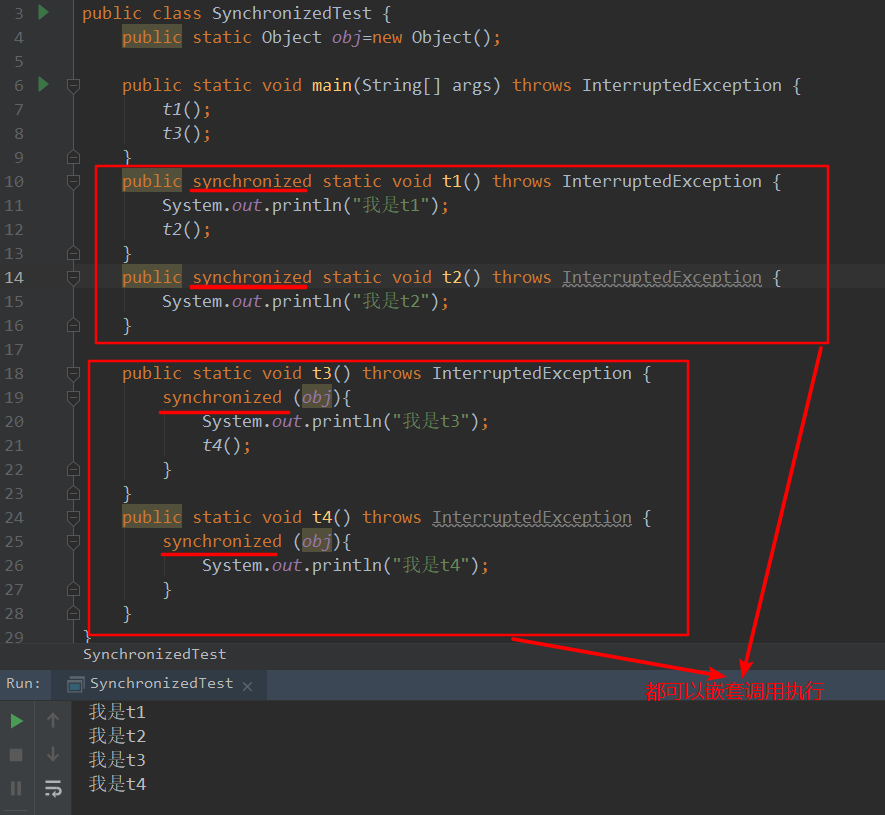 3 public class SynchronizedTest {
4 public static Object obj=new Object();
5
6 public static void main(String[] args) throws InterruptedException {
7 t1();
8 t3();
9 }
10 public synchronized static void t1() throws InterruptedException {
11 System.out.println("我是t1");
12 t2();
13 }
14 public synchronized static void t2() throws InterruptedException {
15 System.out.println("我是t2");
16 }
17
18 public static void t3() throws InterruptedException {
19 synchronized (obj){
20 System.out.println("我是t3");
21 t4();
22 }
23 }
24 public static void t4() throws InterruptedException {
25 synchronized (obj){
26 System.out.println("我是t4");
27 }
28 }
29 }
SynchronizedTest
Run: SynchronizedTest ×
都可以嵌套调用执行
我是t1
我是t2
我是t3
我是t4